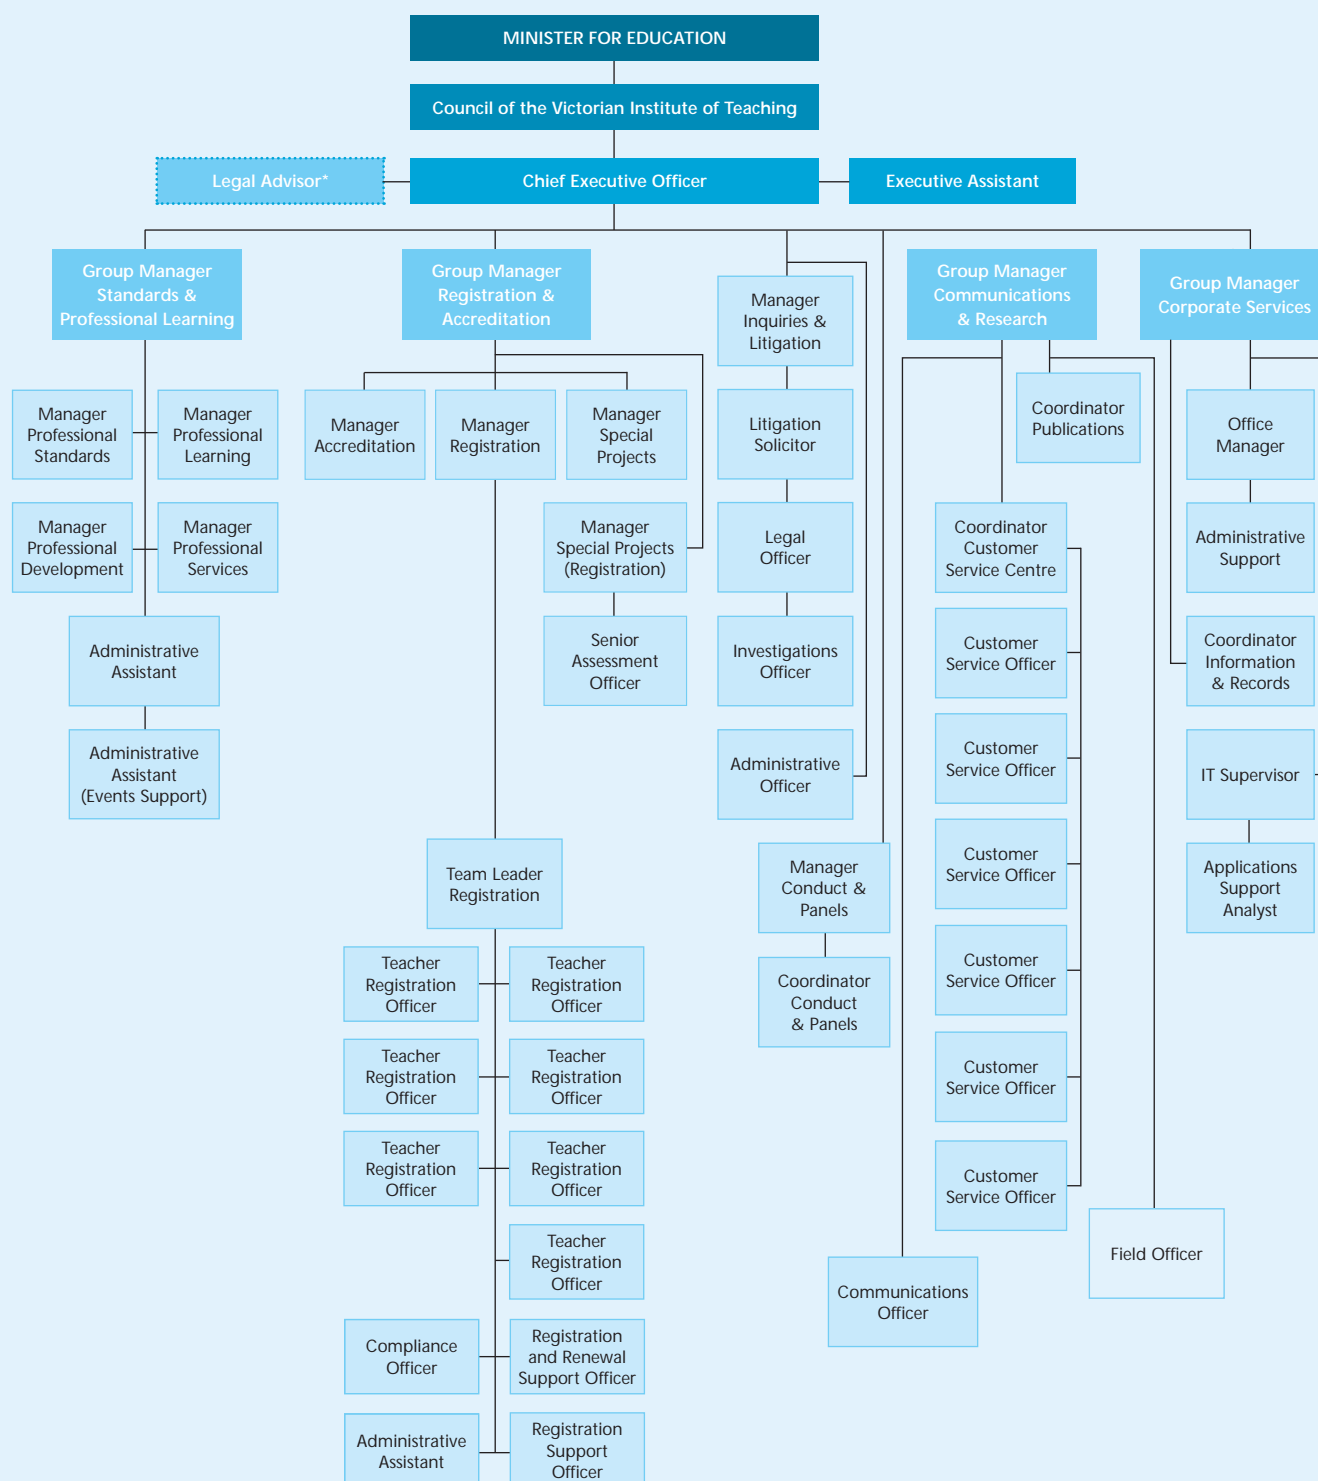 MINISTER FOR EDUCATION
Council of the Victorian Institute of Teaching
Legal Advisor*
Chief Executive Officer
Executive Assistant
Group Manager
Standards &
Professional Learning
Group Manager
Registration &
Accreditation
Manager
Inquiries &
Litigation
Group Manager
Communications
& Research
Group Manager
Corporate Services
Manager
Professional
Standards
Manager
Professional
Learning
Manager
Accreditation
Manager
Registration
Manager
Special
Projects
Litigation
Solicitor
Coordinator
Publications
Office
Manager
Manager
Professional
Development
Manager
Professional
Services
Manager
Special Projects
(Registration)
Legal
Officer
Coordinator
Customer
Service Centre
Administrative
Support
Administrative
Assistant
Senior
Assessment
Officer
Investigations
Officer
Customer
Service Officer
Coordinator
Information
& Records
Administrative
Assistant
(Events Support)
Administrative
Officer
Customer
Service Officer
IT Supervisor
Team Leader
Registration
Manager
Conduct &
Panels
Customer
Service Officer
Applications
Support
Analyst
Teacher
Registration
Officer
Teacher
Registration
Officer
Coordinator
Conduct
& Panels
Customer
Service Officer
Teacher
Registration
Officer
Teacher
Registration
Officer
Customer
Service Officer
Teacher
Registration
Officer
Teacher
Registration
Officer
Customer
Service Officer
Teacher
Registration
Officer
Field Officer
Communications
Officer
Compliance
Officer
Registration
and Renewal
Support Officer
Administrative
Assistant
Registration
Support
Officer